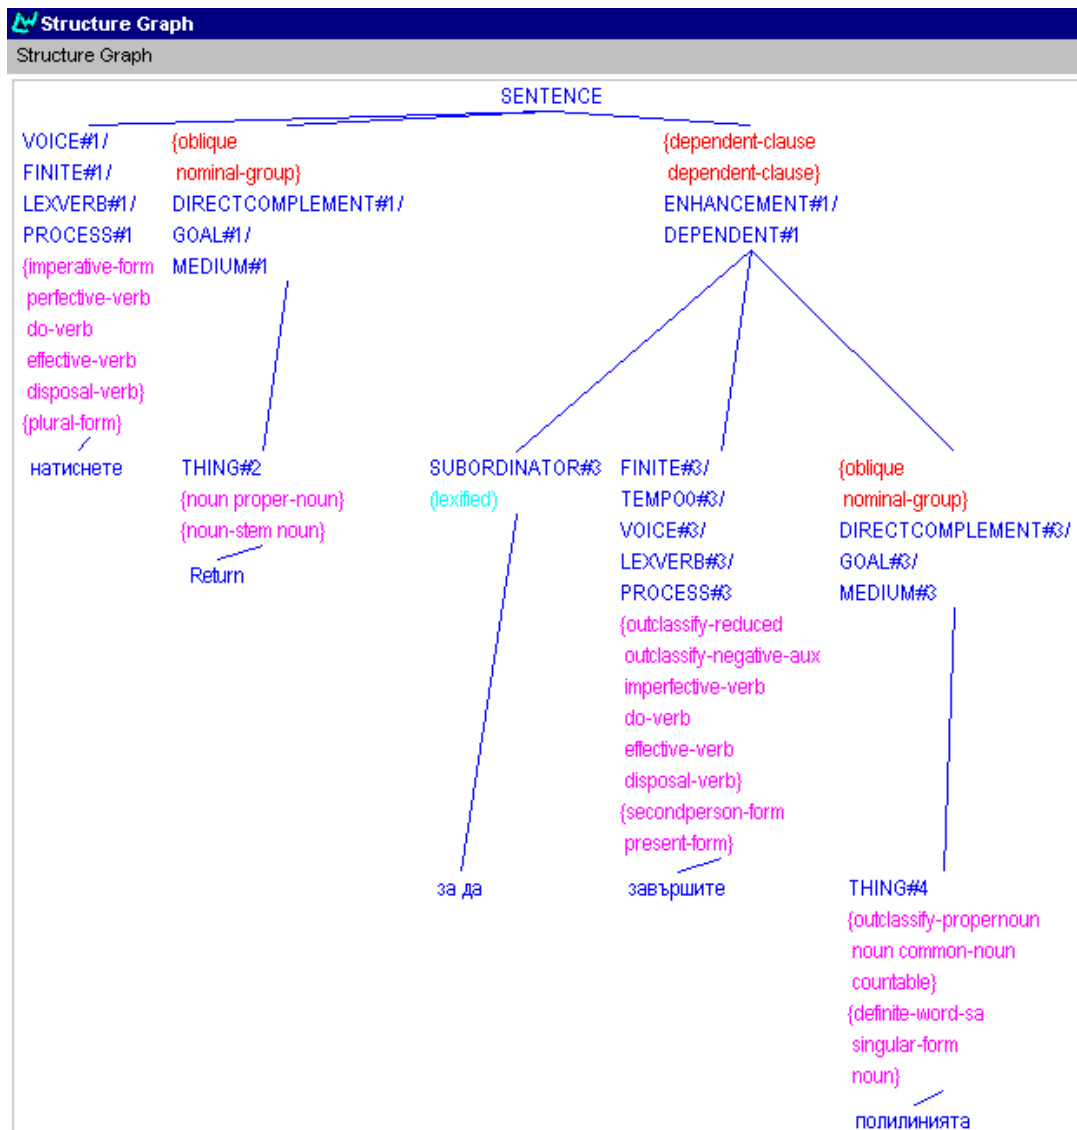 Structure Graph
Structure Graph
SENTENCE
VOICE#1/
FINITE#1/
LEXVERB#1/
PROCESS#1
{imperative-form
perfective-verb
do-verb
effective-verb
disposal-verb}
{plural-form}
натиснете
{oblique
nominal-group}
DIRECTCOMPLEMENT#1/
GOAL#1/
MEDIUM#1
THING#2
{noun proper-noun}
{noun-stem noun}
Return
{dependent-clause
dependent-clause}
ENHANCEMENT#1/
DEPENDENT#1
SUBORDINATOR#3
(lexified)
за да
FINITE#3/
TEMPO0#3/
VOICE#3/
LEXVERB#3/
PROCESS#3
{outclassify-reduced
outclassify-negative-aux
imperfective-verb
do-verb
effective-verb
disposal-verb}
{secondperson-form
present-form}
завършите
{oblique
nominal-group}
DIRECTCOMPLEMENT#3/
GOAL#3/
MEDIUM#3
THING#4
{outclassify-propernoun
noun common-noun
countable}
{definite-word-sa
singular-form
noun}
полилинията